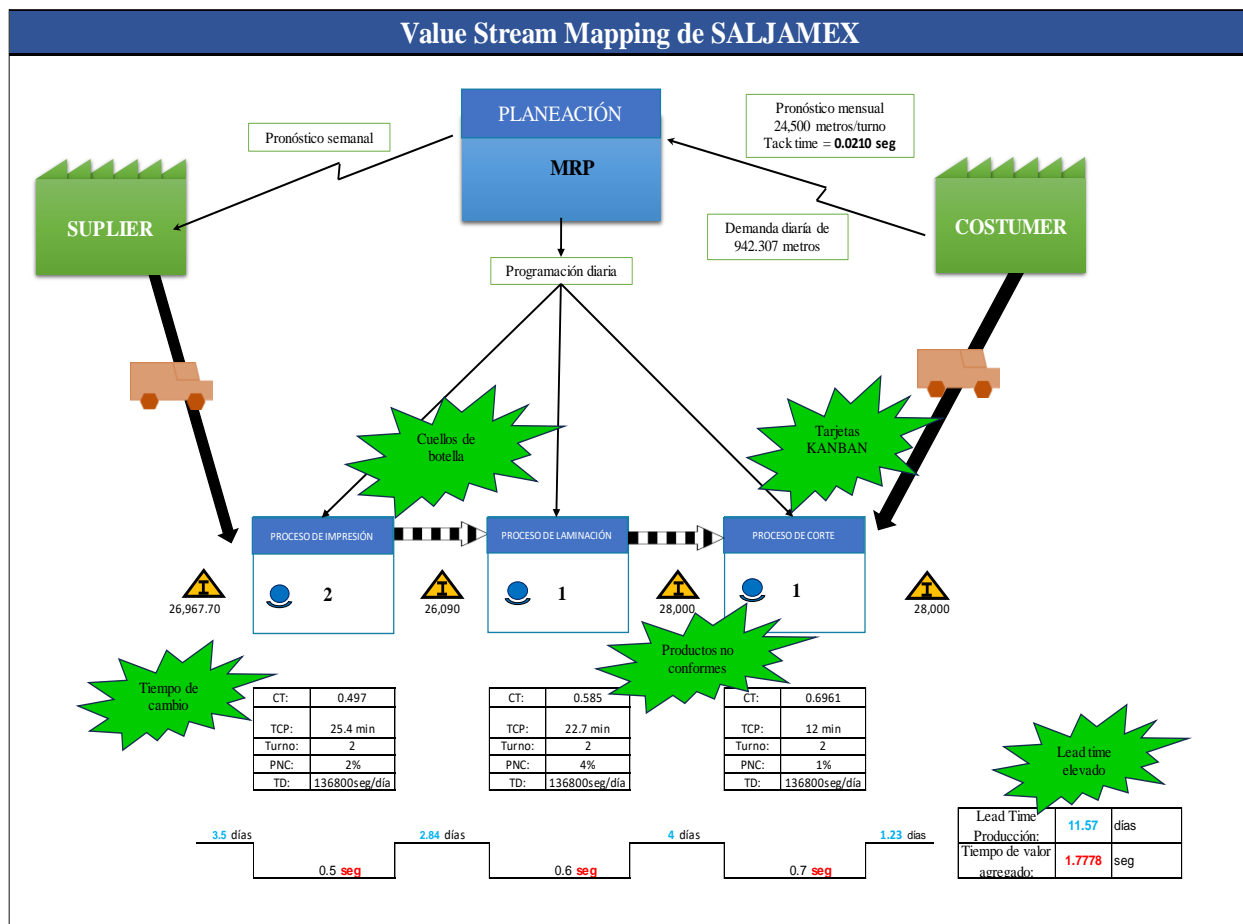 Value Stream Mapping de SALJAMEX
PLANEACIÓN
MRP
Pronóstico semanal
Pronóstico mensual
24,500 metros/turno
Tack time = 0.0210 seg
SUPLIER
COSTUMER
Demanda diaría de
942.307 metros
Programación diaria
Cuellos de
botella
Tarjetas
KANBAN
PROCESO DE IMPRESIÓN
PROCESO DE LAMINACIÓN
PROCESO DE CORTE
2
1
1
I
I
I
I
26,967.70
26,090
28,000
28,000
Tiempo de
cambio
Productos no
conformes
CT: 0.497
TCP: 25.4 min
Turno: 2
PNC: 2%
TD: 136800seg/día
CT: 0.585
TCP: 22.7 min
Turno: 2
PNC: 4%
TD: 136800seg/día
CT: 0.6961
TCP: 12 min
Turno: 2
PNC: 1%
TD: 136800seg/día
Lead time
elevado
3.5 días
2.84 días
4 días
1.23 días
0.5 seg
0.6 seg
0.7 seg
Lead Time
Producción: 11.57 días
Tiempo de valor
agregado: 1.7778 seg